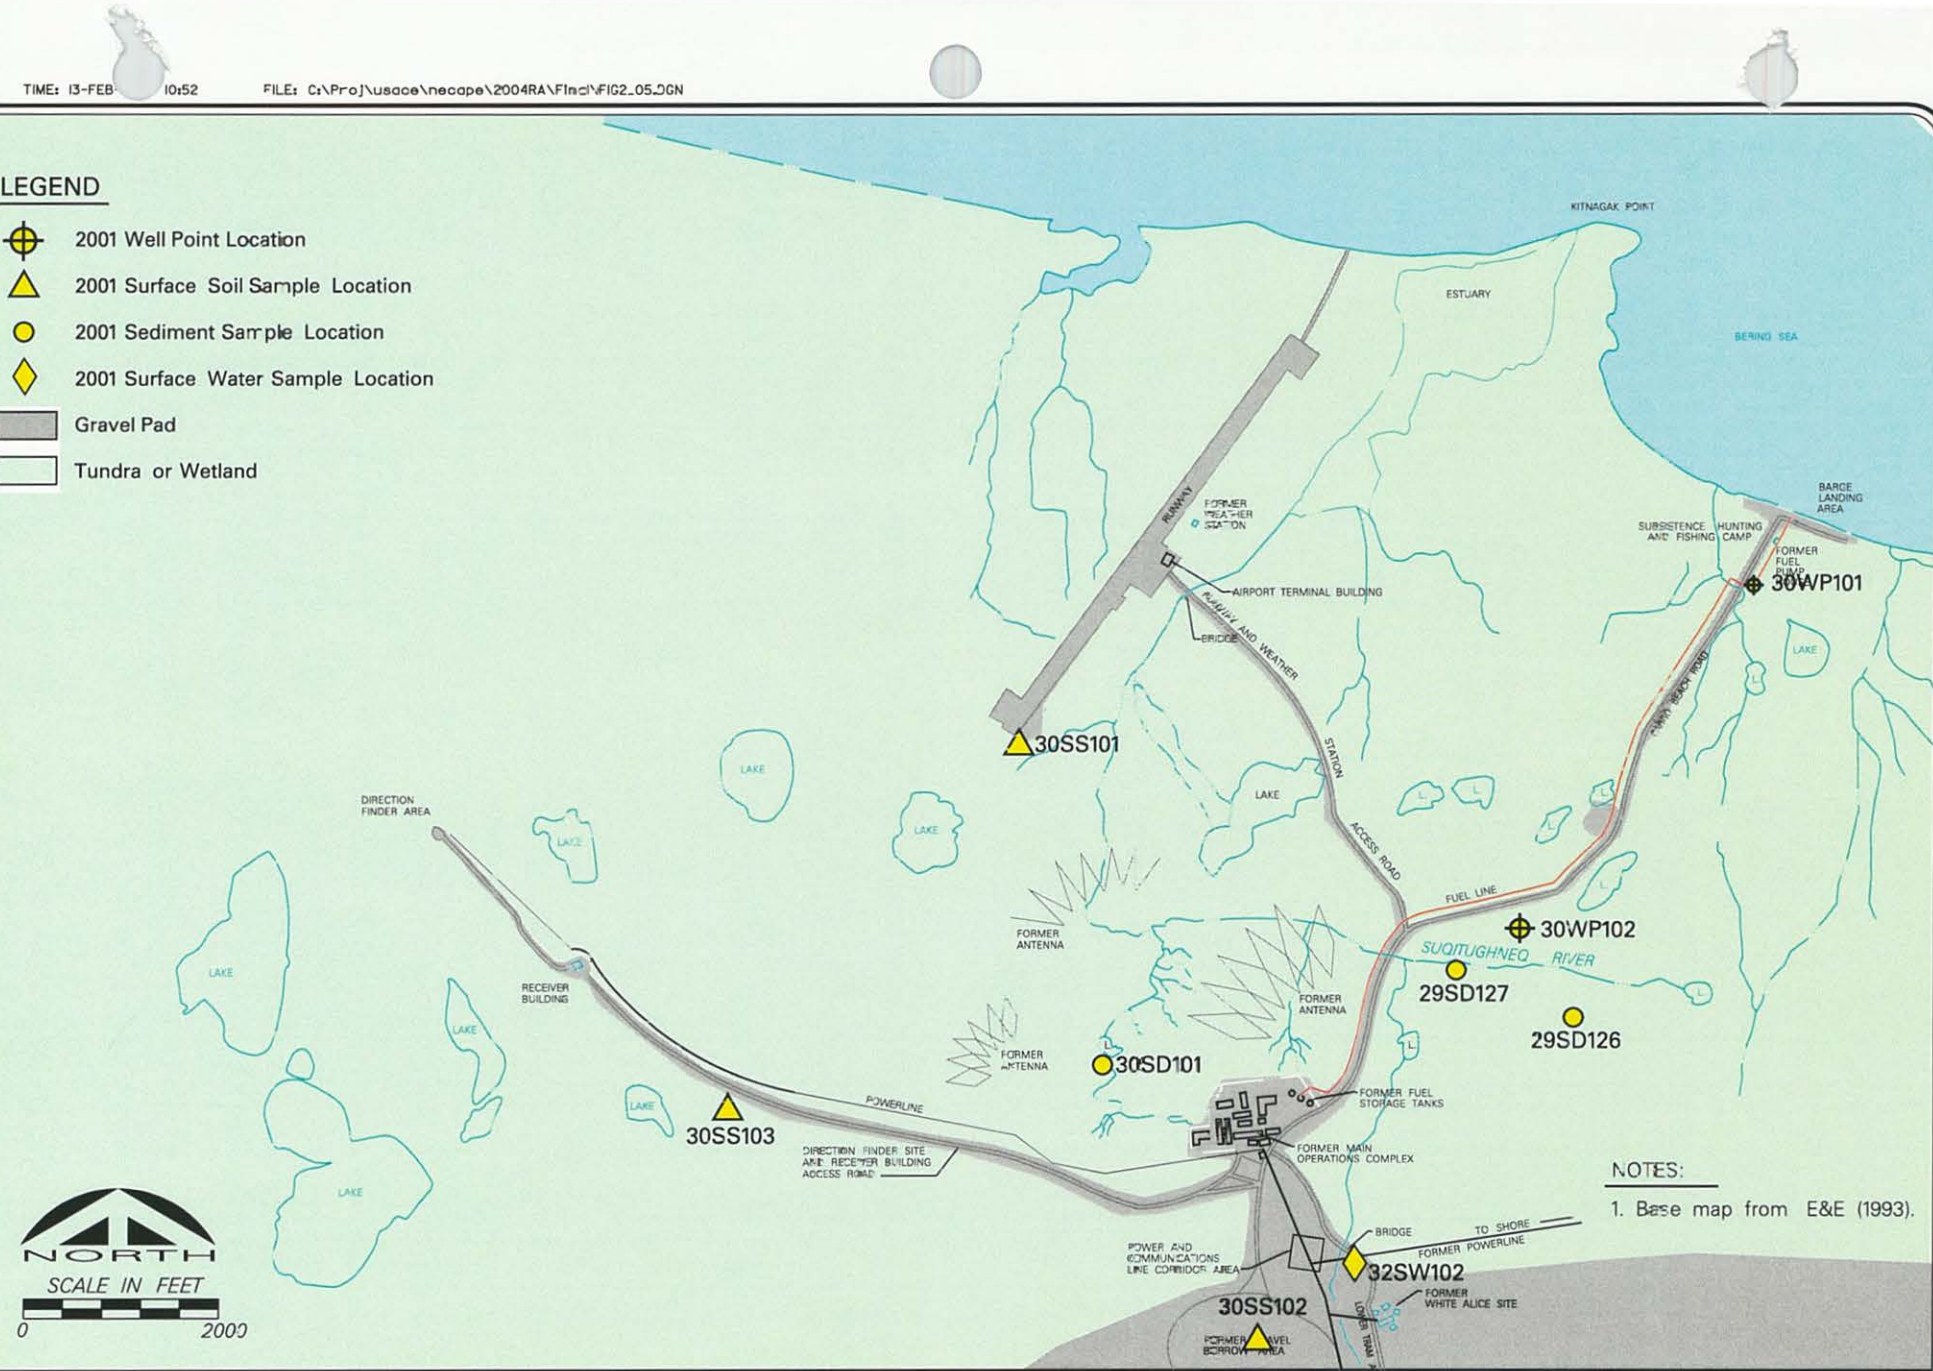 TIME: 13-FEB 10:52 FILE: C:\Proj\usace\necape\2004RA\Final\FIG2_05.DGN
LEGEND
2001 Well Point Location
2001 Surface Soil Sample Location
2001 Sediment Sample Location
2001 Surface Water Sample Location
Gravel Pad
Tundra or Wetland
KITNAGAK POINT
ESTUARY
BERING SEA
BARGE
LANDING
AREA
SUBSISTENCE HUNTING
AND FISHING CAMP
FORMER
FUEL
PUMP
30WP101
RUNWAY
FORMER
WEATHER
STATION
AIRPORT TERMINAL BUILDING
BRIDGE
RUNWAY AND WEATHER
STATION
ACCESS ROAD
BEACH ROAD
LAKE
L
30SS101
LAKE
LAKE
LAKE
LAKE
L
L
L
L
L
DIRECTION
FINDER AREA
FUEL LINE
30WP102
SUQITUGHNEQ RIVER
29SD127
L
29SD126
L
FORMER
ANTENNA
FORMER
ANTENNA
FORMER
ANTENNA
L
30SD101
LAKE
RECEIVER
BUILDING
LAKE
LAKE
LAKE
30SS103
POWERLINE
DIRECTION FINDER SITE
AND RECEIVER BUILDING
ACCESS ROAD
FORMER FUEL
STORAGE TANKS
FORMER MAIN
OPERATIONS COMPLEX
NOTES:
1. Base map from E&E (1993).
POWER AND
COMMUNICATIONS
LINE CORRIDOR AREA
BRIDGE
TO SHORE
FORMER POWERLINE
32SW102
FORMER
WHITE ALICE SITE
LOWER TRAM
30SS102
FORMER
BORROW AREA
NORTH
SCALE IN FEET
0 2000